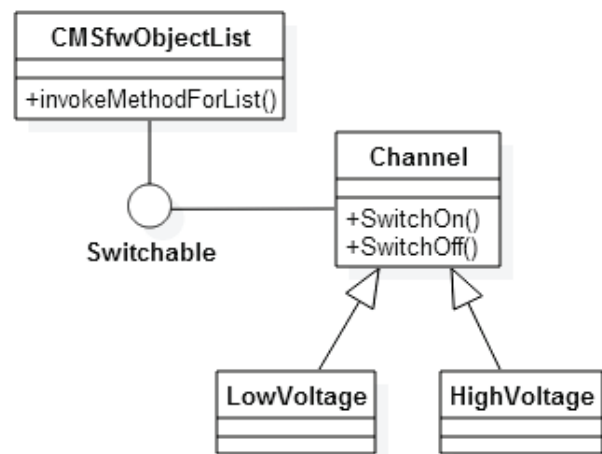 CMSfwObjectList
+invokeMethodForList()
Channel
+SwitchOn()
+SwitchOff()
Switchable
LowVoltage
HighVoltage